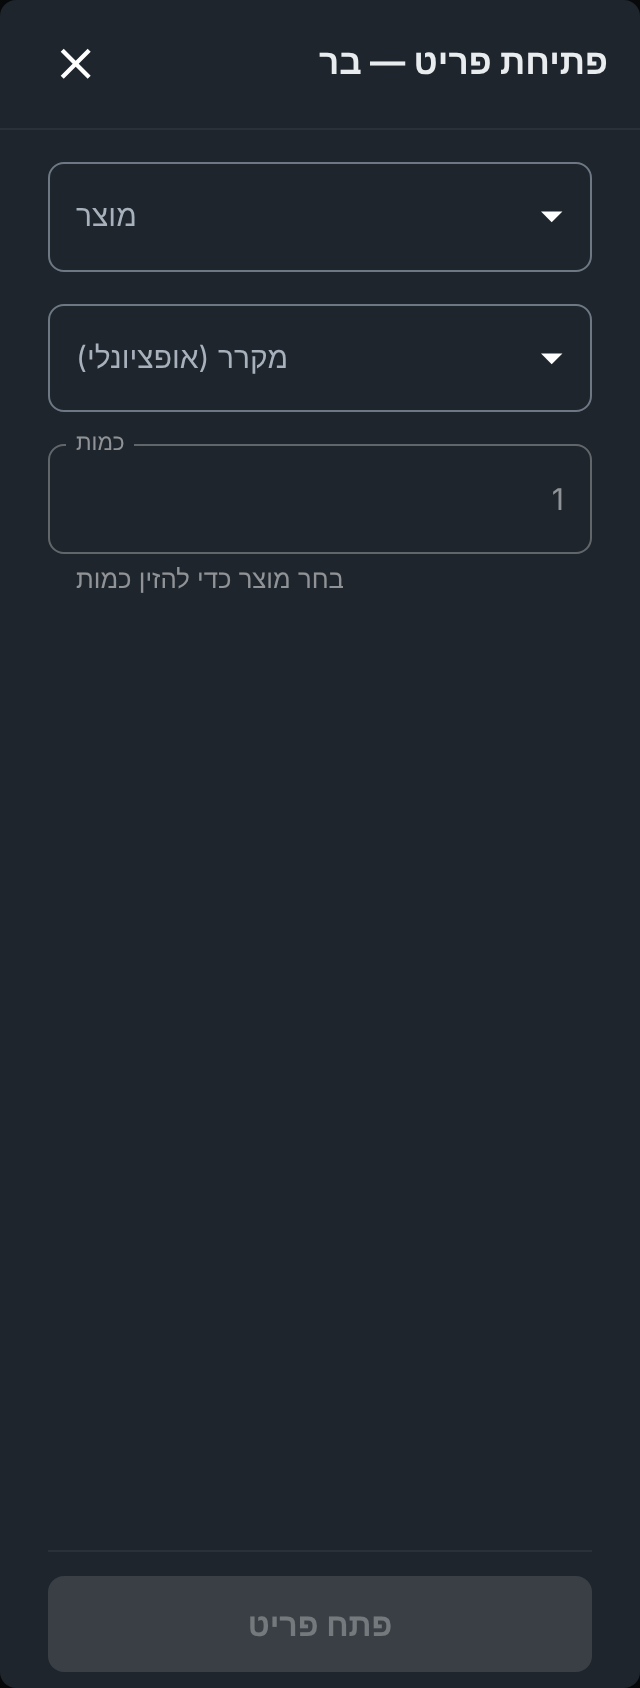 פתיחת פריט — בר
מוצר
מקרר (אופציונלי)
כמות
1
בחר מוצר כדי להזין כמות
פתח פריט